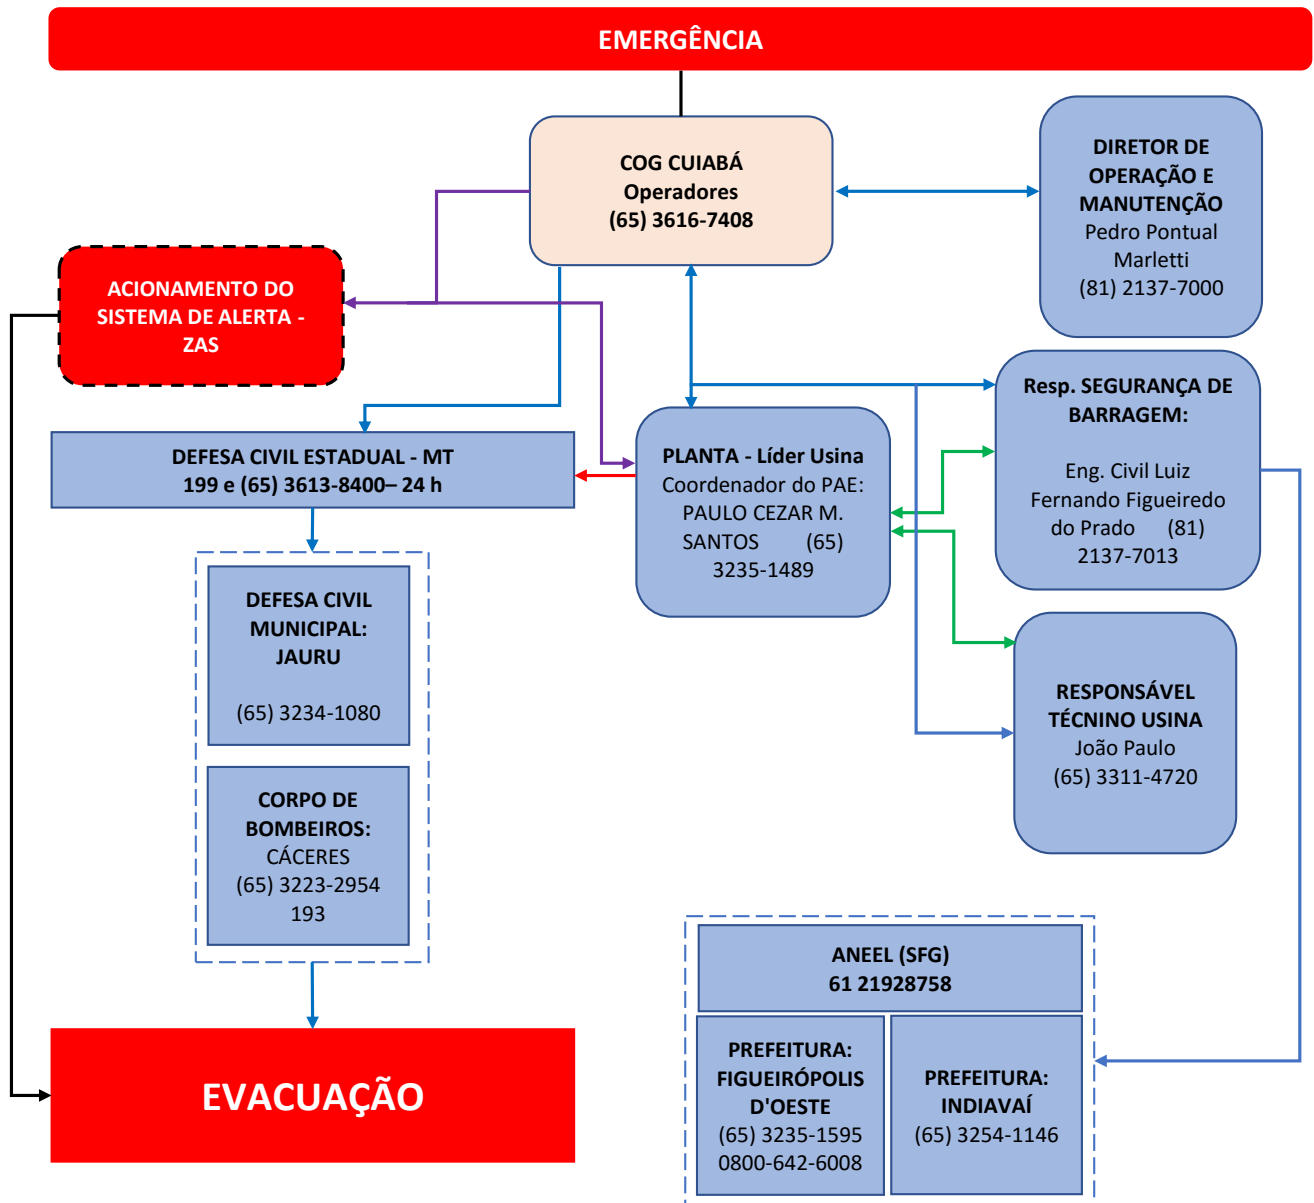 EMERGÊNCIA
COG CUIABÁ
Operadores
(65) 3616-7408
DIRETOR DE
OPERAÇÃO E
MANUTENÇÃO
Pedro Pontual
Marletti
(81) 2137-7000
ACIONAMENTO DO
SISTEMA DE ALERTA -
ZAS
Resp. SEGURANÇA DE
BARRAGEM:
Eng. Civil Luiz
Fernando Figueiredo
do Prado (81)
2137-7013
DEFESA CIVIL ESTADUAL - MT
199 e (65) 3613-8400– 24 h
PLANTA - Líder Usina
Coordenador do PAE:
PAULO CEZAR M.
SANTOS (65)
3235-1489
DEFESA CIVIL
MUNICIPAL:
JAURU
(65) 3234-1080
RESPONSÁVEL
TÉCNINO USINA
João Paulo
(65) 3311-4720
CORPO DE
BOMBEIROS:
CÁCERES
(65) 3223-2954
193
ANEEL (SFG)
61 21928758
PREFEITURA:
FIGUEIRÓPOLIS
D'OESTE
(65) 3235-1595
0800-642-6008
PREFEITURA:
INDIAVAÍ
(65) 3254-1146
EVACUAÇÃO